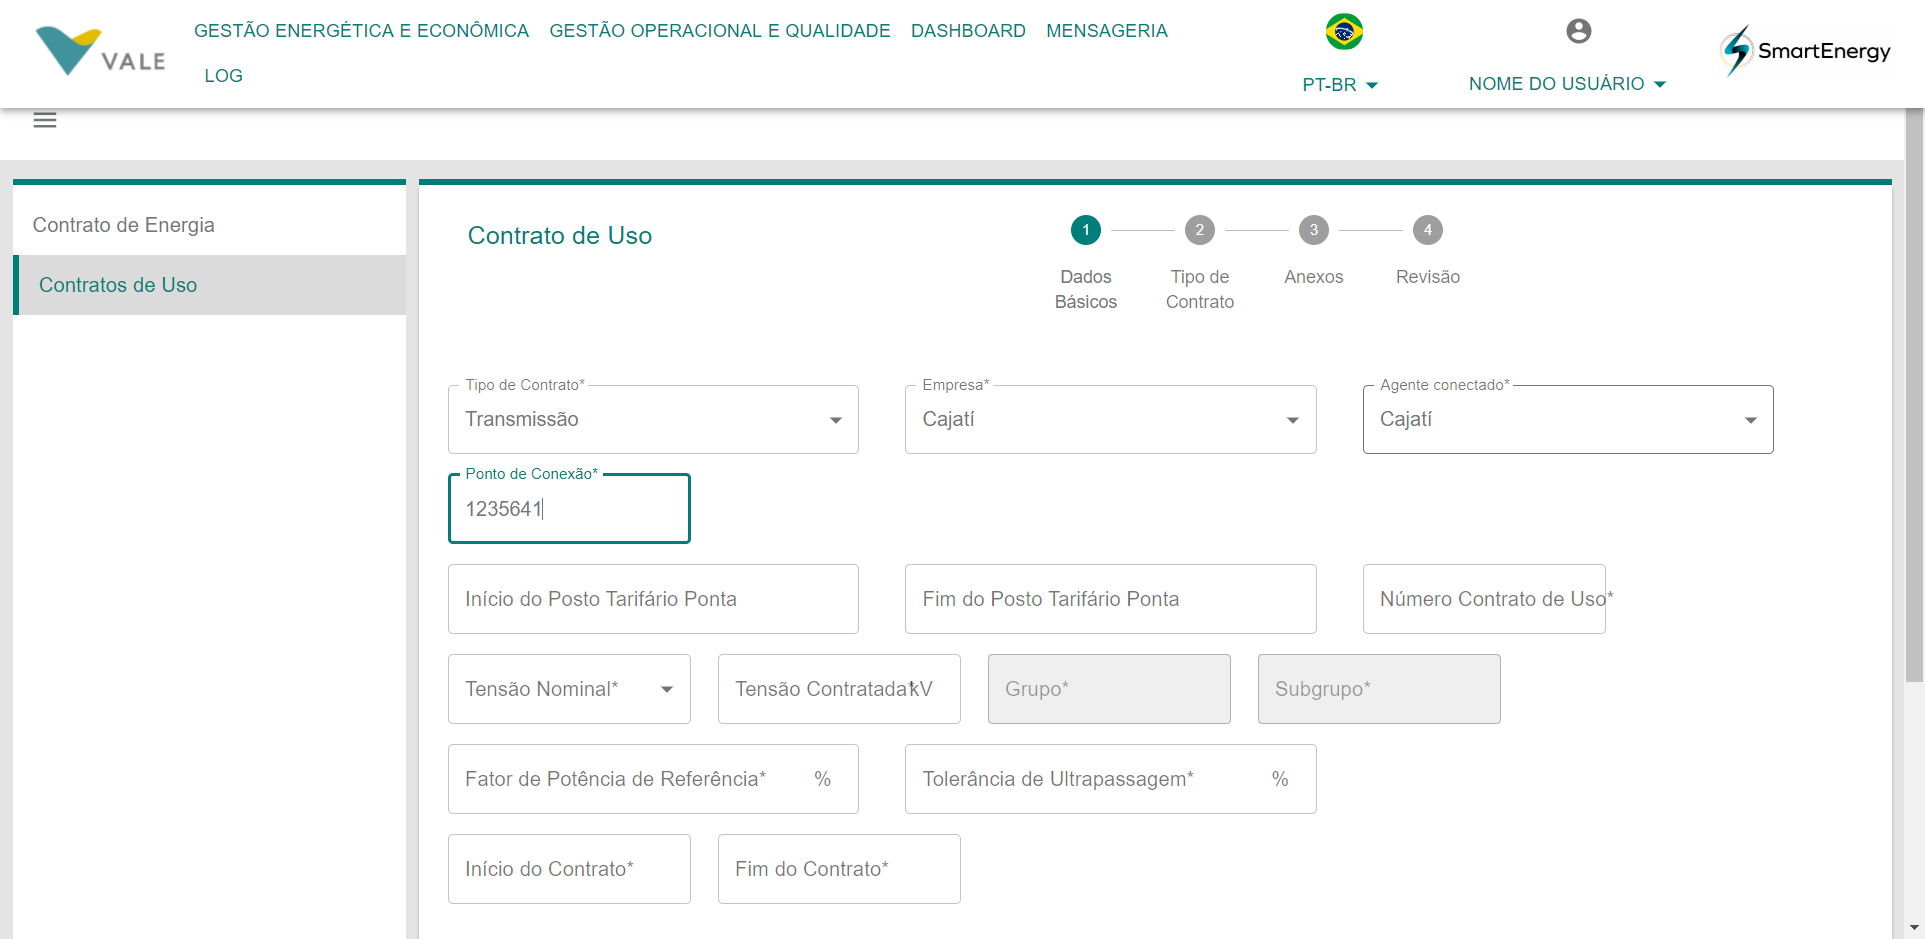 VALE
GESTÃO ENERGÉTICA E ECONÔMICA GESTÃO OPERACIONAL E QUALIDADE DASHBOARD MENSAGERIA
LOG
PT-BR
NOME DO USUÁRIO
SmartEnergy
Contrato de Energia
Contratos de Uso
Contrato de Uso
1 2 3 4
Dados Básicos
Tipo de Contrato
Anexos
Revisão
Tipo de Contrato*
Transmissão
Empresa*
Cajatí
Agente conectado*
Cajatí
Ponto de Conexão*
1235641
Início do Posto Tarifário Ponta
Fim do Posto Tarifário Ponta
Número Contrato de Uso*
Tensão Nominal*
Tensão Contratada* kV
Grupo*
Subgrupo*
Fator de Potência de Referência* %
Tolerância de Ultrapassagem* %
Início do Contrato*
Fim do Contrato*